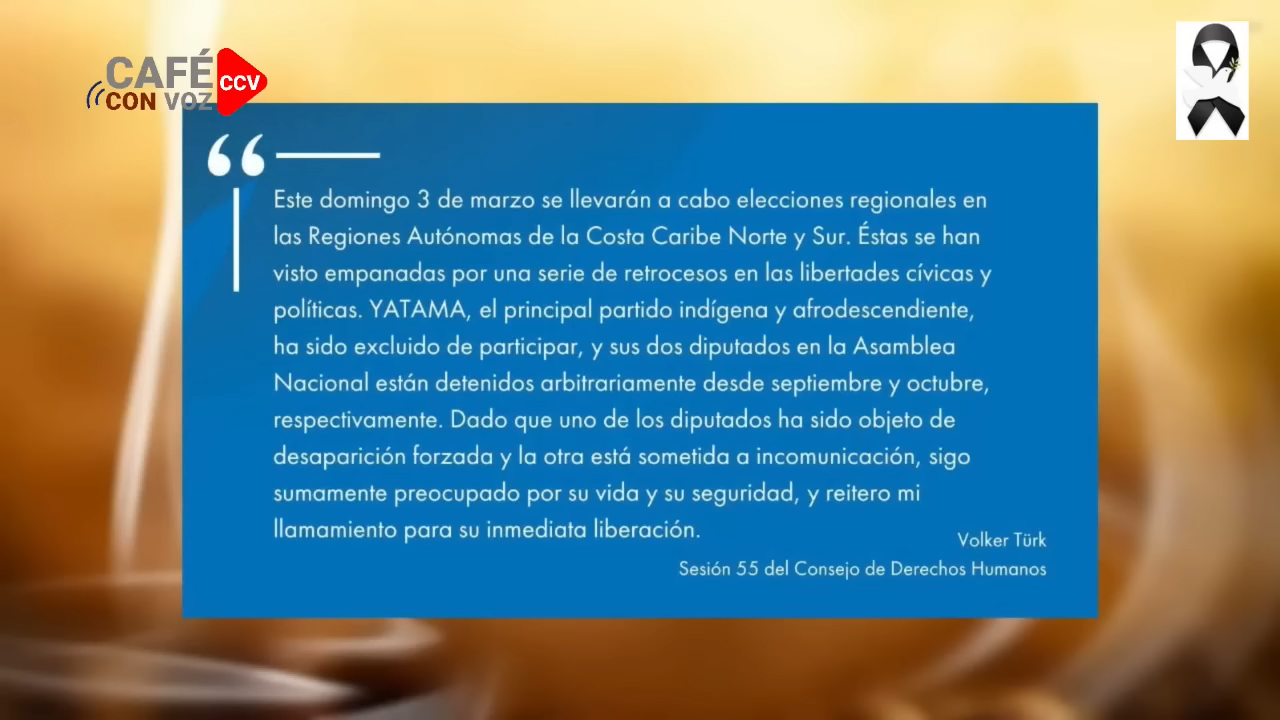 CAFÉ
CON VOZ
CCV
Este domingo 3 de marzo se llevarán a cabo elecciones regionales en
las Regiones Autónomas de la Costa Caribe Norte y Sur. Éstas se han
visto empanadas por una serie de retrocesos en las libertades cívicas y
políticas. YATAMA, el principal partido indígena y afrodescendiente,
ha sido excluido de participar, y sus dos diputados en la Asamblea
Nacional están detenidos arbitrariamente desde septiembre y octubre,
respectivamente. Dado que uno de los diputados ha sido objeto de
desaparición forzada y la otra está sometida a incomunicación, sigo
sumamente preocupado por su vida y su seguridad, y reitero mi
llamamiento para su inmediata liberación.
Volker Türk
Sesión 55 del Consejo de Derechos Humanos